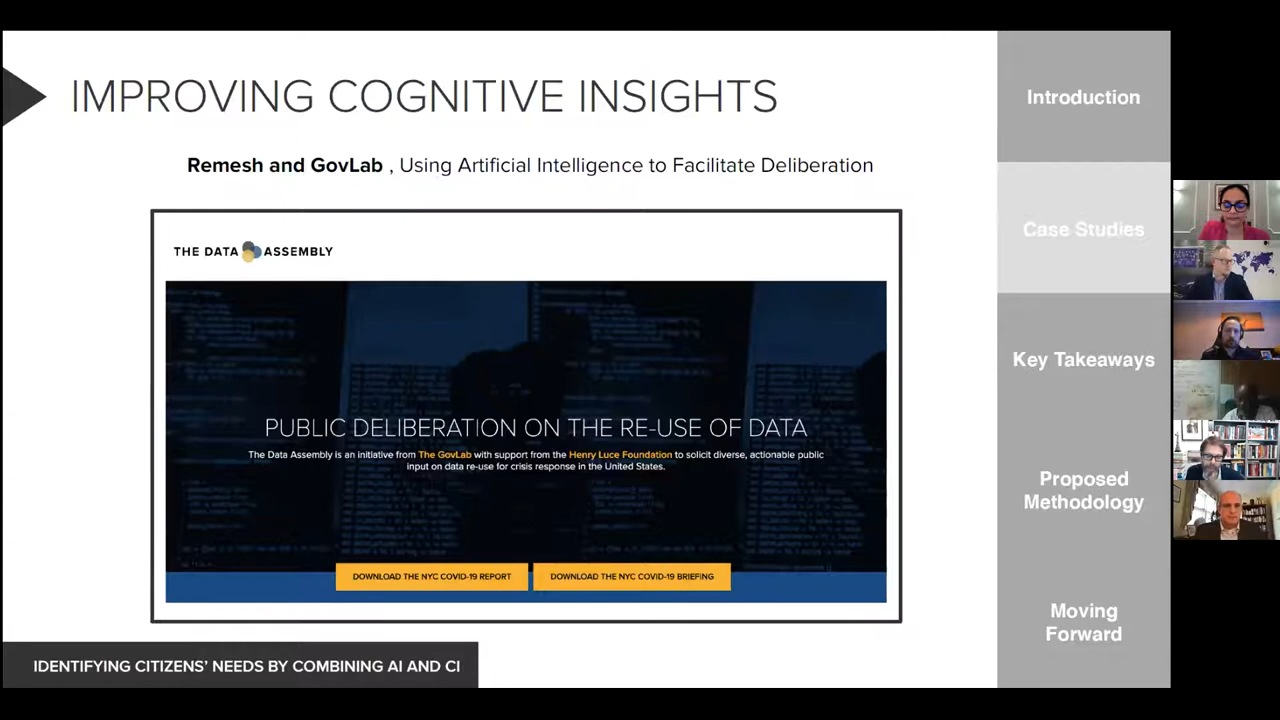 IMPROVING COGNITIVE INSIGHTS
Remesh and GovLab , Using Artificial Intelligence to Facilitate Deliberation
THE DATA ASSEMBLY
PUBLIC DELIBERATION ON THE RE-USE OF DATA
The Data Assembly is an initiative from The GovLab with support from the Henry Luce Foundation to solicit diverse, actionable public
input on data re-use for crisis response in the United States.
DOWNLOAD THE NYC COVID-19 REPORT
DOWNLOAD THE NYC COVID-19 BRIEFING
IDENTIFYING CITIZENS' NEEDS BY COMBINING AI AND CI
Introduction
Case Studies
Key Takeaways
Proposed
Methodology
Moving
Forward